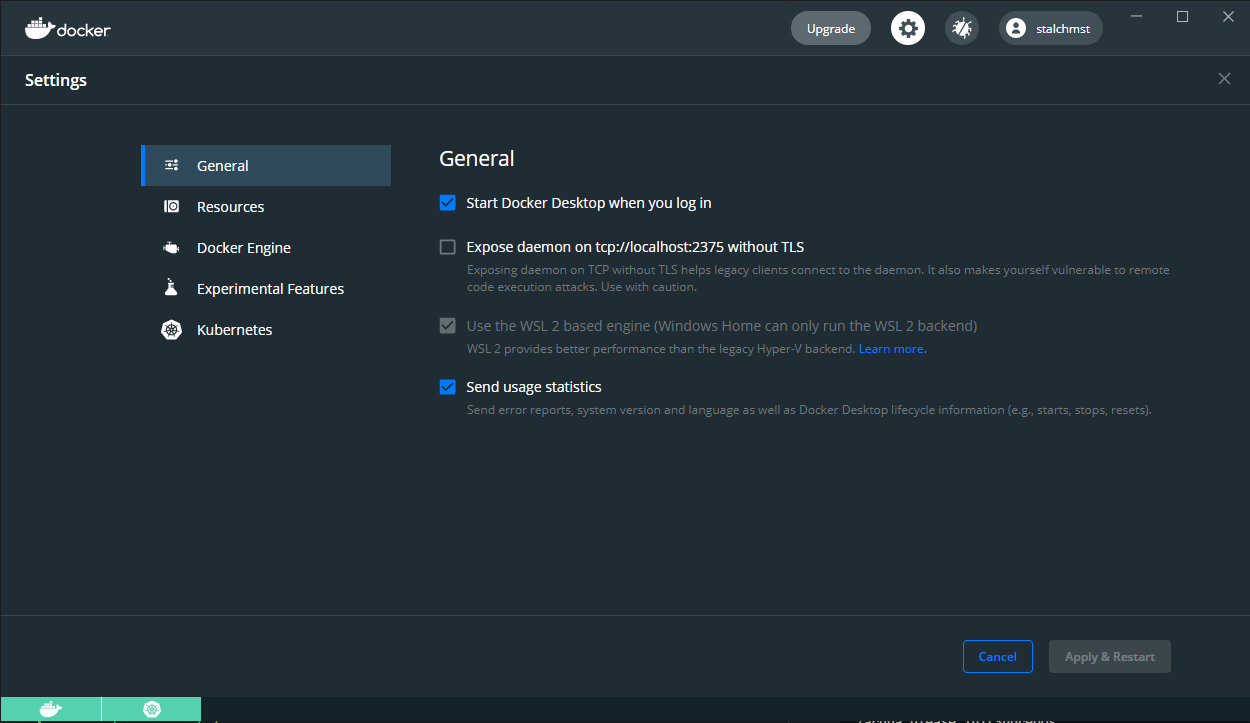 docker
Upgrade
stalchmst
Settings
General
Resources
Docker Engine
Experimental Features
Kubernetes
General
Start Docker Desktop when you log in
Expose daemon on tcp://localhost:2375 without TLS
Exposing daemon on TCP without TLS helps legacy clients connect to the daemon. It also makes yourself vulnerable to remote
code execution attacks. Use with caution.
Use the WSL 2 based engine (Windows Home can only run the WSL 2 backend)
WSL 2 provides better performance than the legacy Hyper-V backend. Learn more.
Send usage statistics
Send error reports, system version and language as well as Docker Desktop lifecycle information (e.g., starts, stops, resets).
Cancel
Apply & Restart